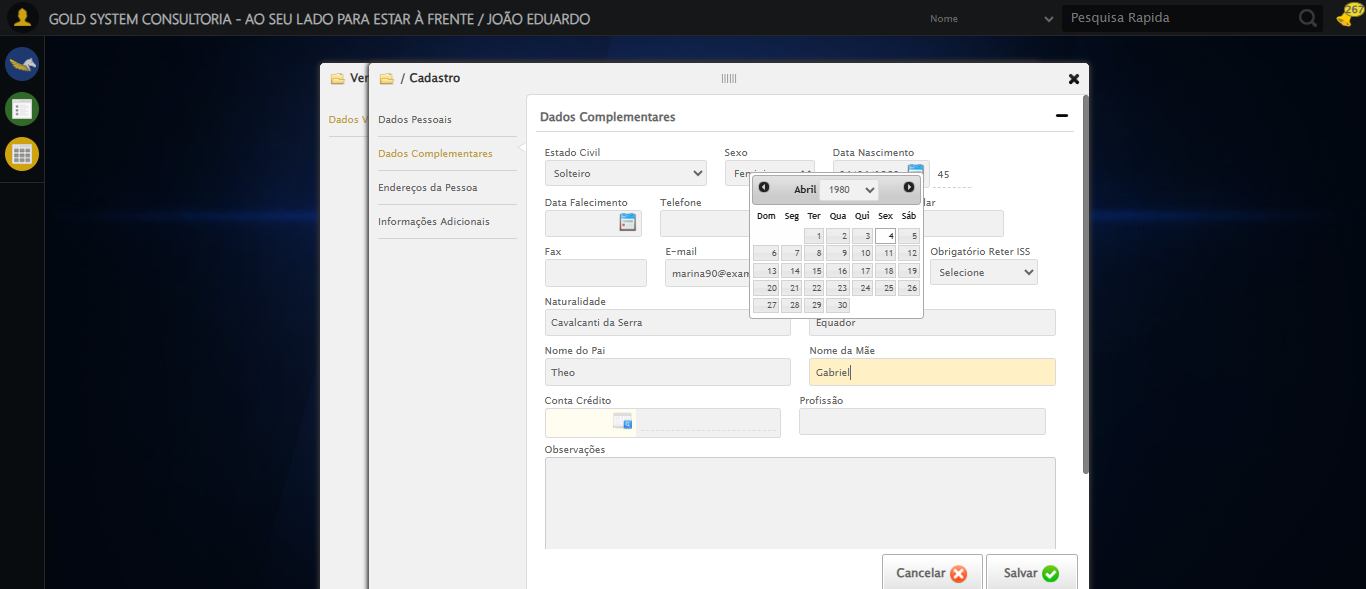 GOLD SYSTEM CONSULTORIA - AO SEU LADO PARA ESTAR À FRENTE / JOÃO EDUARDO
Nome
Pesquisa Rapida
267
/ Cadastro
Dados Pessoais
Dados Complementares
Endereços da Pessoa
Informações Adicionais
Dados Complementares
Estado Civil Sexo Data Nascimento
Solteiro 45
Data Falecimento Telefone
Fax E-mail Obrigatório Reter ISS
marina90@exam Selecione
Abril 1980
Dom Seg Ter Qua Qui Sex Sáb
1 2 3 4 5
6 7 8 9 10 11 12
13 14 15 16 17 18 19
20 21 22 23 24 25 26
27 28 29 30
Naturalidade
Cavalcanti da Serra Equador
Nome do Pai Nome da Mãe
Theo Gabriel
Conta Crédito Profissão
Observações
Cancelar Salvar